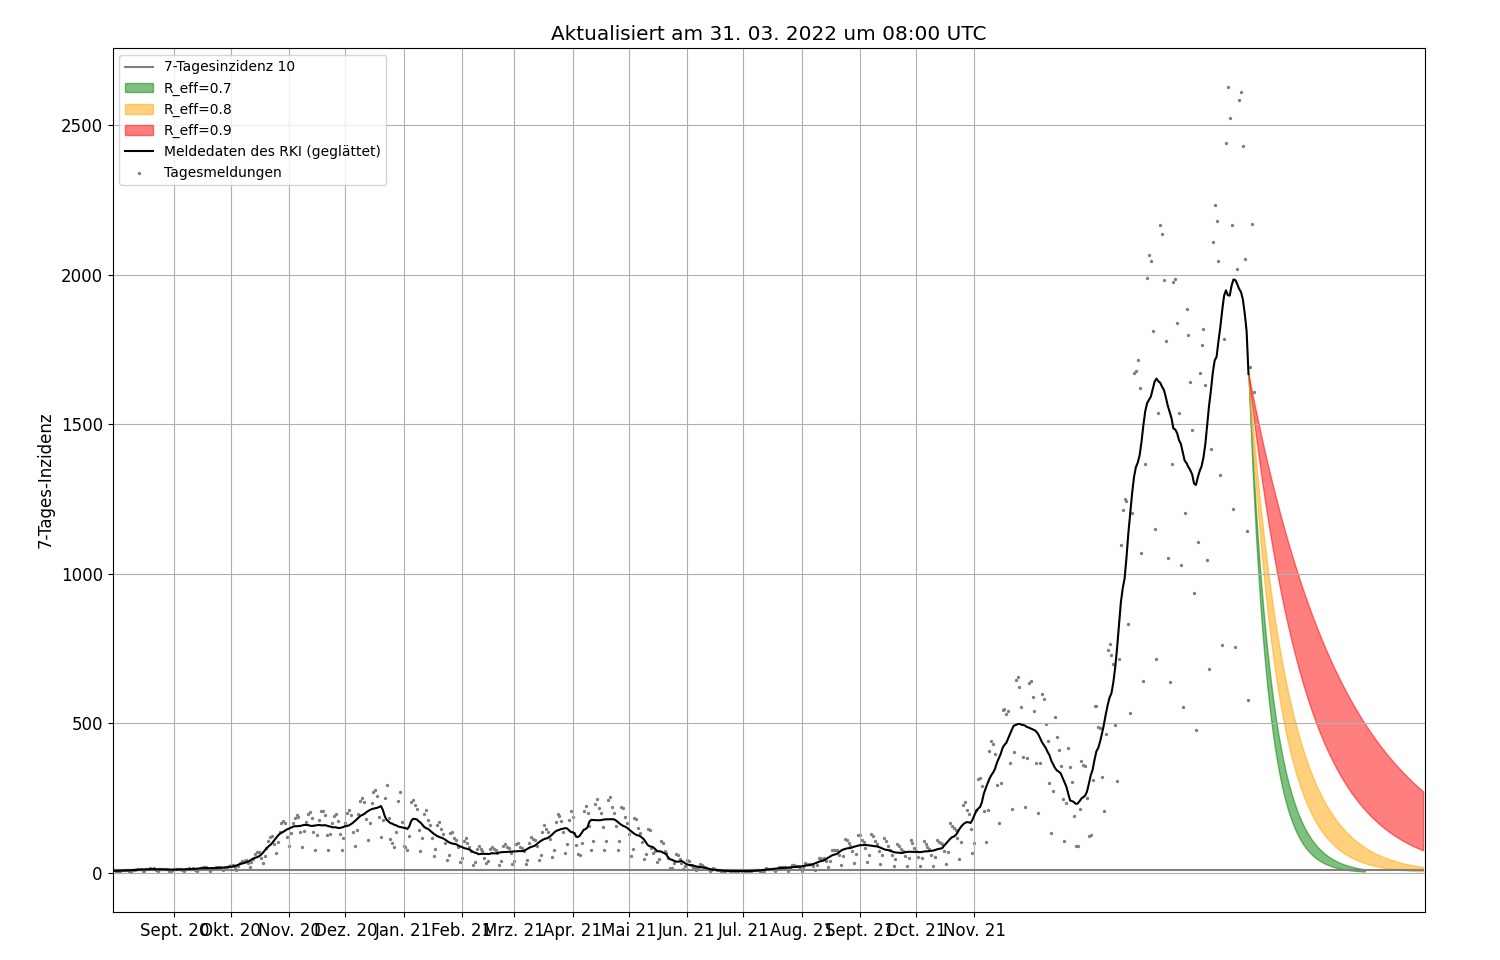 Aktualisiert am 31. 03. 2022 um 08:00 UTC
7-Tagesinzidenz 10
R_eff=0.7
R_eff=0.8
R_eff=0.9
Meldedaten des RKI (geglättet)
Tagesmeldungen
7-Tages-Inzidenz
2500
2000
1500
1000
500
0
Sept. 20 Okt. 20 Nov. 20 Dez. 20 Jan. 21 Feb. 21 Mrz. 21 Apr. 21 Mai 21 Jun. 21 Jul. 21 Aug. 21 Sept. 21 Oct. 21 Nov. 21